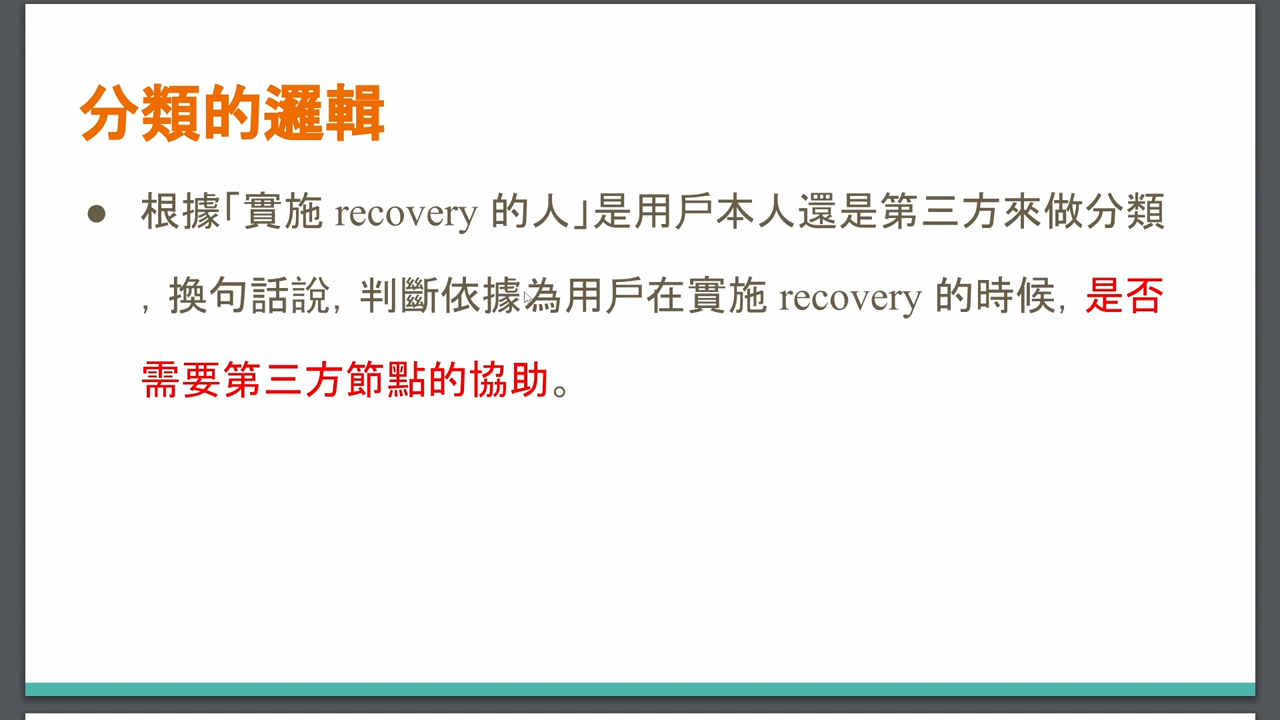 分類的邏輯
● 根據「實施 recovery 的人」是用戶本人還是第三方來做分類
，換句話說，判斷依據為用戶在實施 recovery 的時候，是否
需要第三方節點的協助。